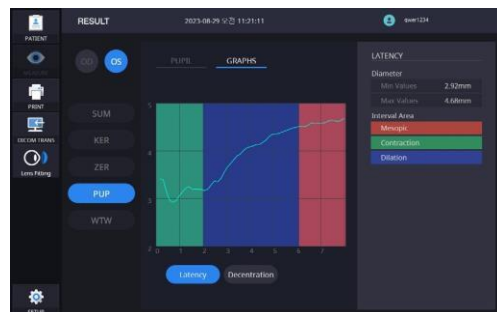 RESULT
2023-08-29 오전 11:21:11
qwer1234
PATIENT
PRINT
DICOM TRANS
Lens Fitting
SETUP
OD
OS
SUM
KER
ZER
PUP
WTW
PUPIL
GRAPHS
5
4
3
2
0 1 2 3 4 5 6 7
Latency
Decentration
LATENCY
Diameter
Min Values 2.92mm
Max Values 4.68mm
Interval Area
Mesopic
Contraction
Dilation